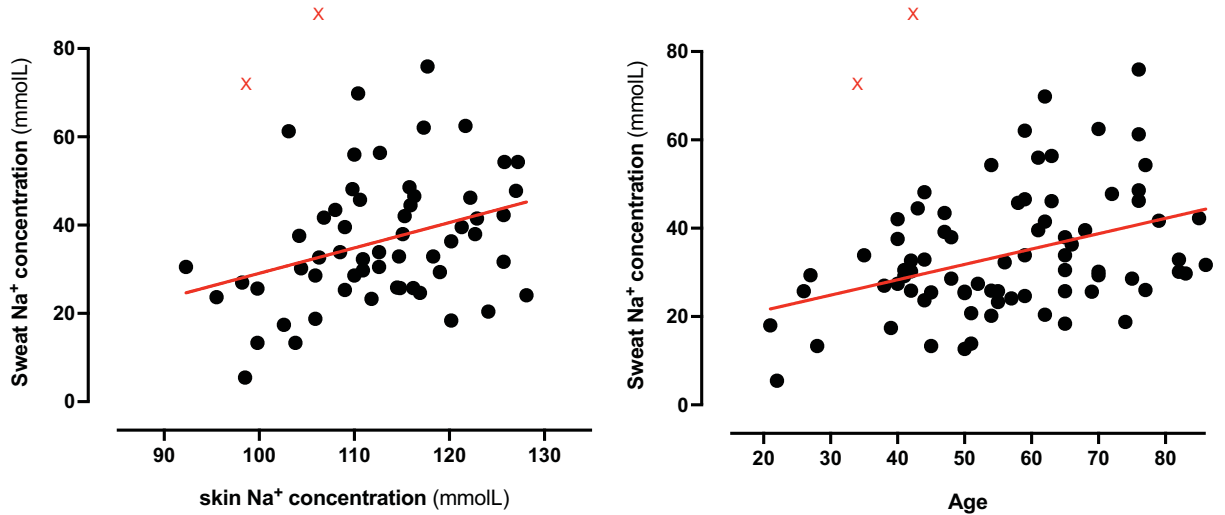 X
X
80
60
40
20
0
Sweat Na⁺ concentration (mmolL)
90 100 110 120 130
skin Na⁺ concentration (mmolL)
X
X
80
60
40
20
0
Sweat Na⁺ concentration (mmolL)
20 30 40 50 60 70 80
Age